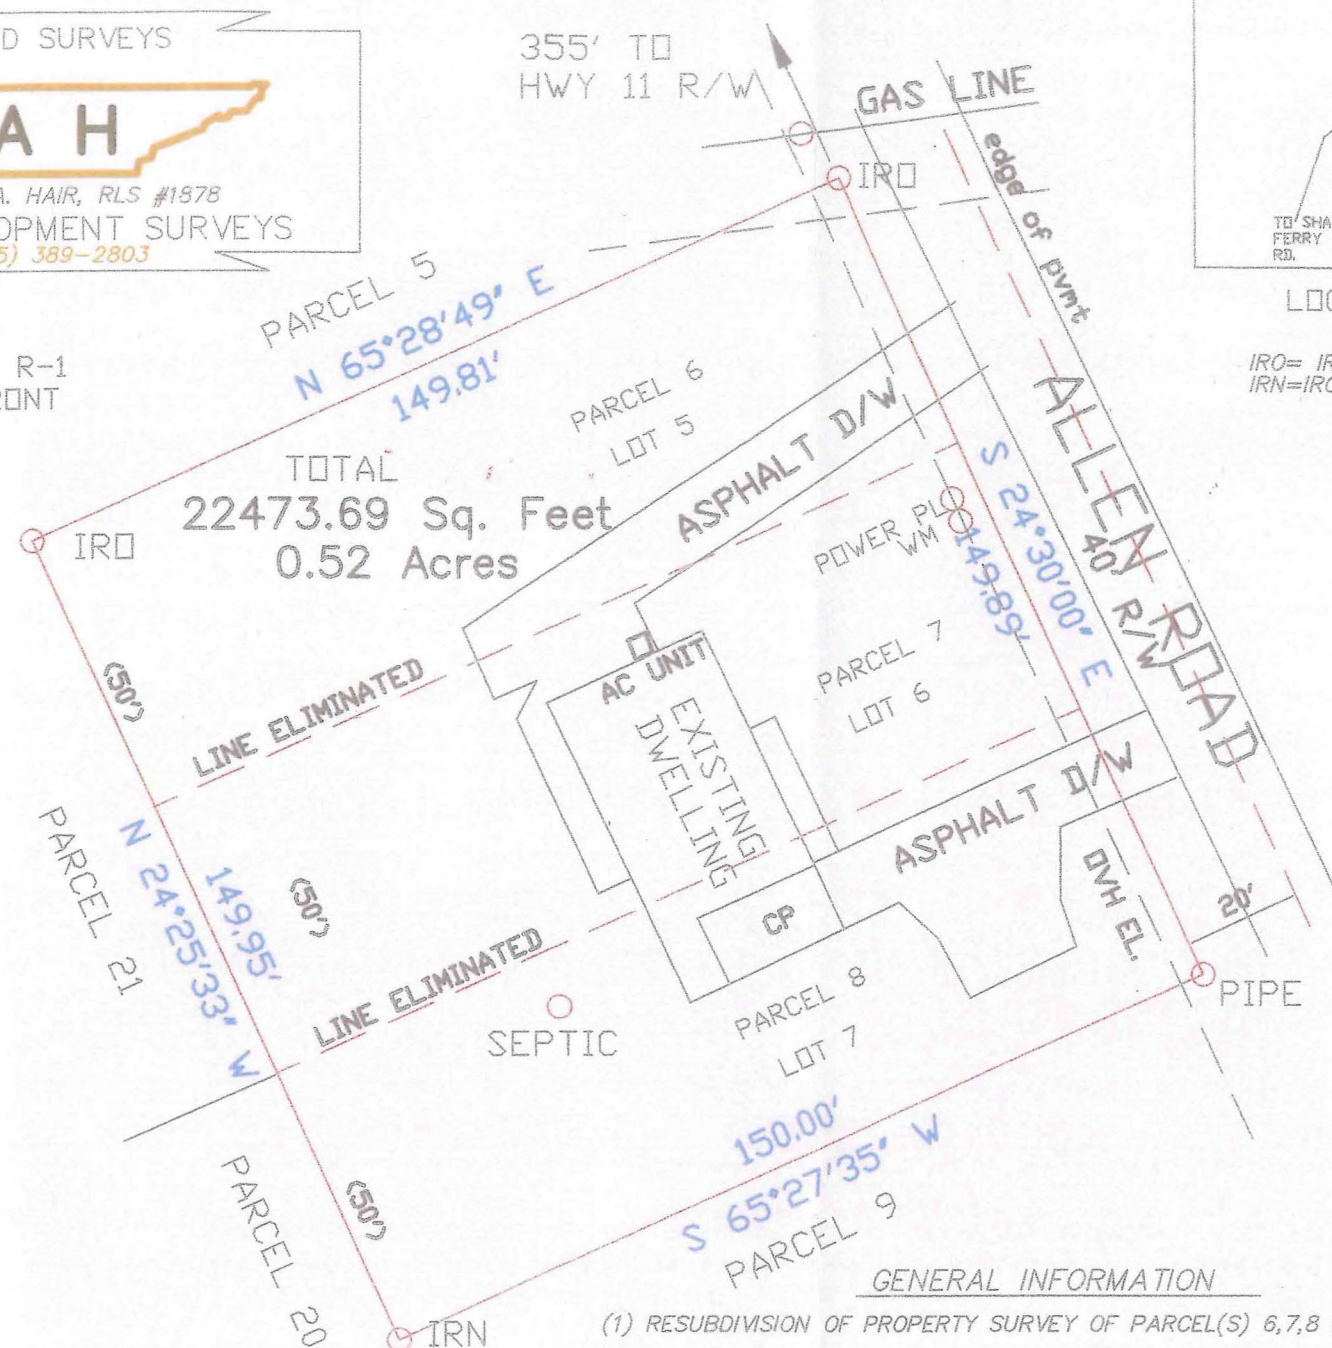 D SURVEYS
A H
A. HAIR, RLS #1878
OPMENT SURVEYS
5) 389-2803
355' TO
HWY 11 R/W
GAS LINE
IRO
edge of pvmt
TO SHA
FERRY
RD.
LOC
IRO= IR
IRN=IRO
R-1
RONT
PARCEL 5
N 65°28'49" E
149.81'
PARCEL 6
LOT 5
ASPHALT D/W
ALLEN ROAD
40' R/W
TOTAL
22473.69 Sq. Feet
0.52 Acres
IRO
S 24°30'00" E
149.89'
POWER PL
WM
PARCEL 7
LOT 6
(50')
LINE ELIMINATED
AC UNIT
EXISTING
DWELLING
ASPHALT D/W
PARCEL 21
N 24°25'33" W
149.95'
(50')
LINE ELIMINATED
CP
OVH EL.
20'
PIPE
SEPTIC
PARCEL 8
LOT 7
150.00'
S 65°27'35" W
PARCEL 9
PARCEL 20
(50')
IRN
GENERAL INFORMATION
(1) RESUBDIVISION OF PROPERTY SURVEY OF PARCEL(S) 6,7,8